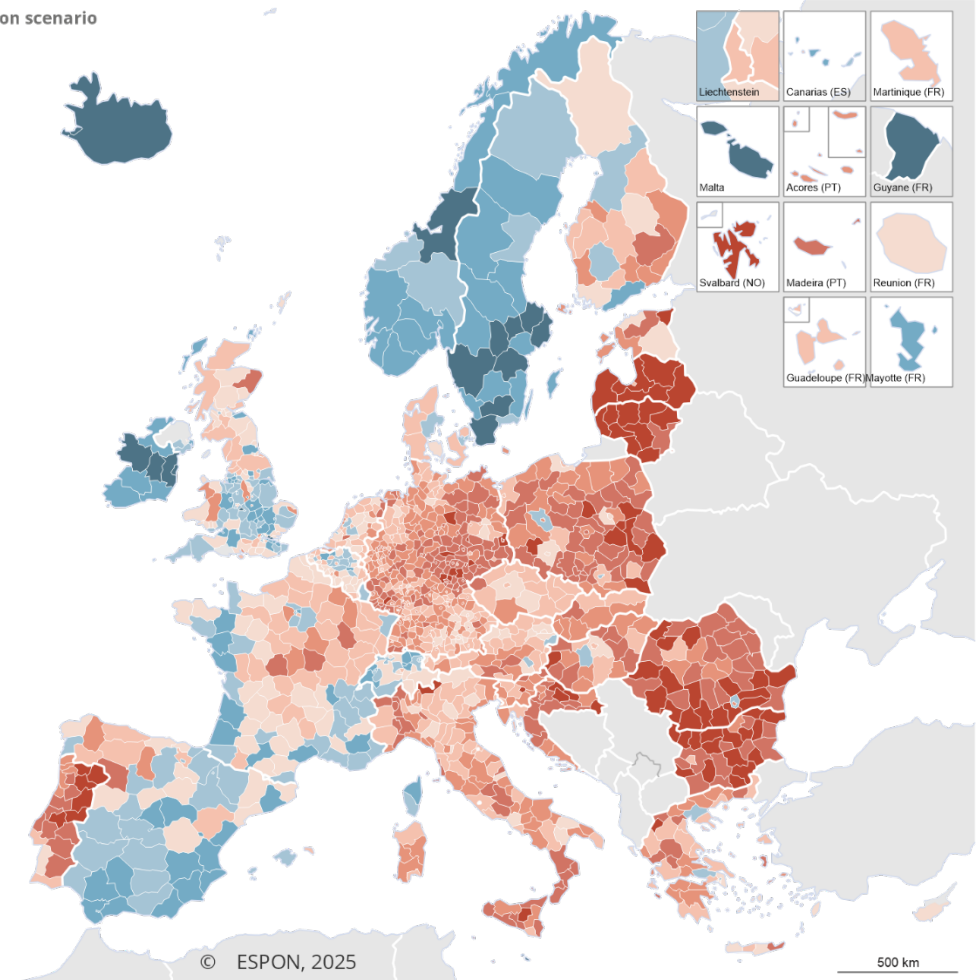 on scenario
Liechtenstein
Canarias (ES)
Martinique (FR)
Malta
Acores (PT)
Guyane (FR)
Svalbard (NO)
Madeira (PT)
Reunion (FR)
Guadeloupe (FR)
Mayotte (FR)
© ESPON, 2025
500 km